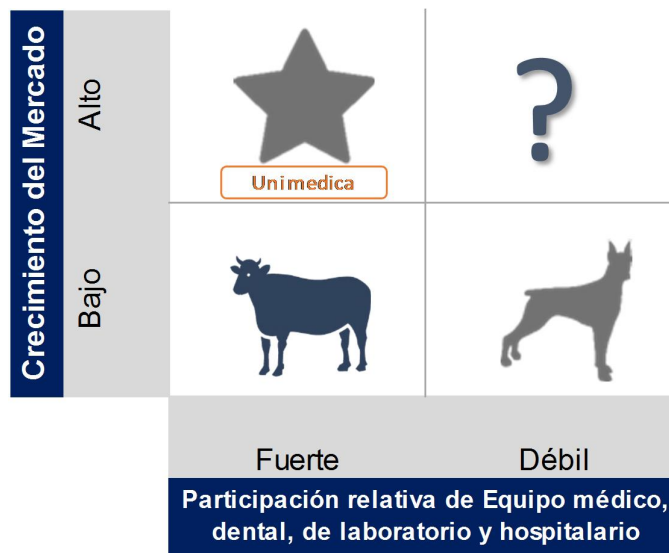 Crecimiento del Mercado
Alto
Bajo
?
Unimedica
Fuerte
Débil
Participación relativa de Equipo médico,
dental, de laboratorio y hospitalario